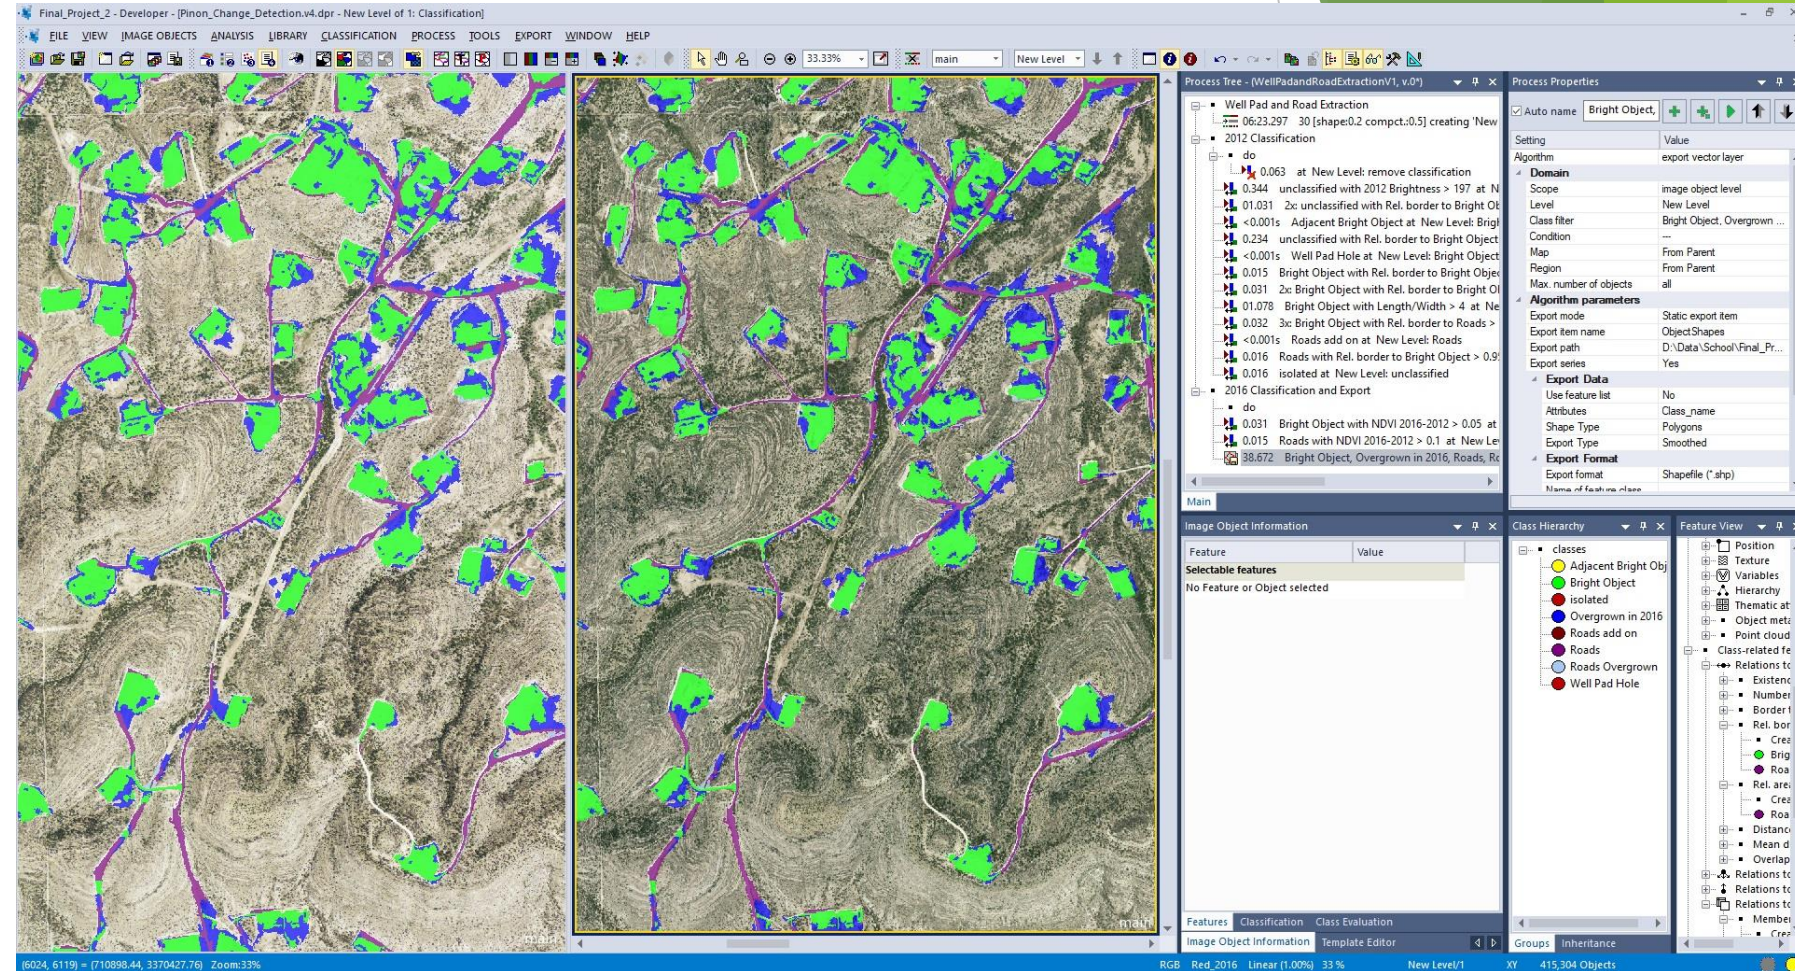 Final_Project_2 - Developer - [Pinon_Change_Detection.v4.dpr - New Level of 1: Classification]
FILE VIEW IMAGE OBJECTS ANALYSIS LIBRARY CLASSIFICATION PROCESS TOOLS EXPORT WINDOW HELP
33.33% main New Level
main
main
Process Tree - (WellPadandRoadExtractionV1, v.0*)
Well Pad and Road Extraction
06:23.297 30 [shape:0.2 compct.:0.5] creating 'New
2012 Classification
do
0.063 at New Level: remove classification
0.344 unclassified with 2012 Brightness > 197 at N
01.031 2x: unclassified with Rel. border to Bright Ob
<0.001s Adjacent Bright Object at New Level: Brigh
0.234 unclassified with Rel. border to Bright Object
<0.001s Well Pad Hole at New Level: Bright Object
0.015 Bright Object with Rel. border to Bright Objec
0.031 2x: Bright Object with Rel. border to Bright Ol
01.078 Bright Object with Length/Width > 4 at Ne
0.032 3x: Bright Object with Rel. border to Roads >
<0.001s Roads add on at New Level: Roads
0.016 Roads with Rel. border to Bright Object > 0.9
0.016 isolated at New Level: unclassified
2016 Classification and Export
do
0.031 Bright Object with NDVI 2016-2012 > 0.05 at
0.015 Roads with NDVI 2016-2012 > 0.1 at New Le
38.672 Bright Object, Overgrown in 2016, Roads, Ro
Main
Process Properties
Auto name Bright Object,
Setting Value
Algorithm export vector layer
Domain
Scope image object level
Level New Level
Class filter Bright Object, Overgrown ...
Condition ---
Map From Parent
Region From Parent
Max. number of objects all
Algorithm parameters
Export mode Static export item
Export item name ObjectShapes
Export path D:\Data\School\Final_Pr...
Export series Yes
Export Data
Use feature list No
Attributes Class_name
Shape Type Polygons
Export Type Smoothed
Export Format
Export format Shapefile (*.shp)
Name of feature class
Image Object Information
Feature Value
Selectable features
No Feature or Object selected
Features Classification Class Evaluation
Image Object Information Template Editor
Class Hierarchy
classes
Adjacent Bright Obj
Bright Object
isolated
Overgrown in 2016
Roads add on
Roads
Roads Overgrown
Well Pad Hole
Groups Inheritance
Feature View
Position
Texture
Variables
Hierarchy
Thematic at
Object meta
Point cloud
Class-related fe
Relations to
Existenc
Number
Border t
Rel. bor
Crea
Brig
Roa
Rel. area
Crea
Roa
Distanc
Mean d
Overlap
Relations to
Relations to
Relations to
Member
Crea
(6024, 6119) = (710898.44, 3370427.76) Zoom:33% RGB Red_2016 Linear (1.00%) 33 % New Level/1 XY 415,304 Objects